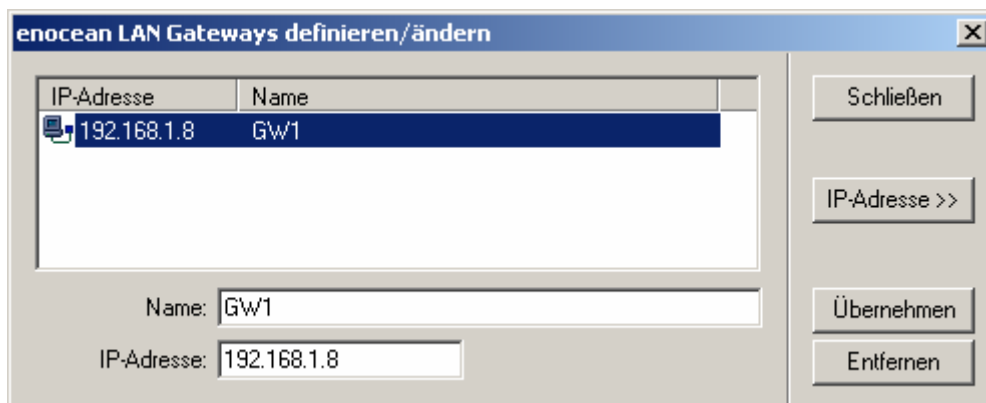 enocean LAN Gateways definieren/ändern
IP-Adresse Name
192.168.1.8 GW1
Name: GW1
IP-Adresse: 192.168.1.8
Schließen
IP-Adresse >>
Übernehmen
Entfernen